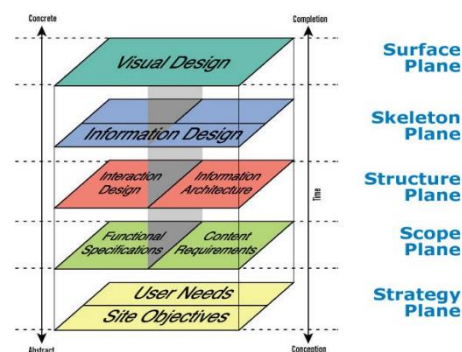 Concrete
Completion
Visual Design
Surface
Plane
Information Design
Skeleton
Plane
Interaction
Design
Information
Architecture
Structure
Plane
Time
Functional
Specifications
Content
Requirements
Scope
Plane
User Needs
Site Objectives
Strategy
Plane
Abstract
Conception